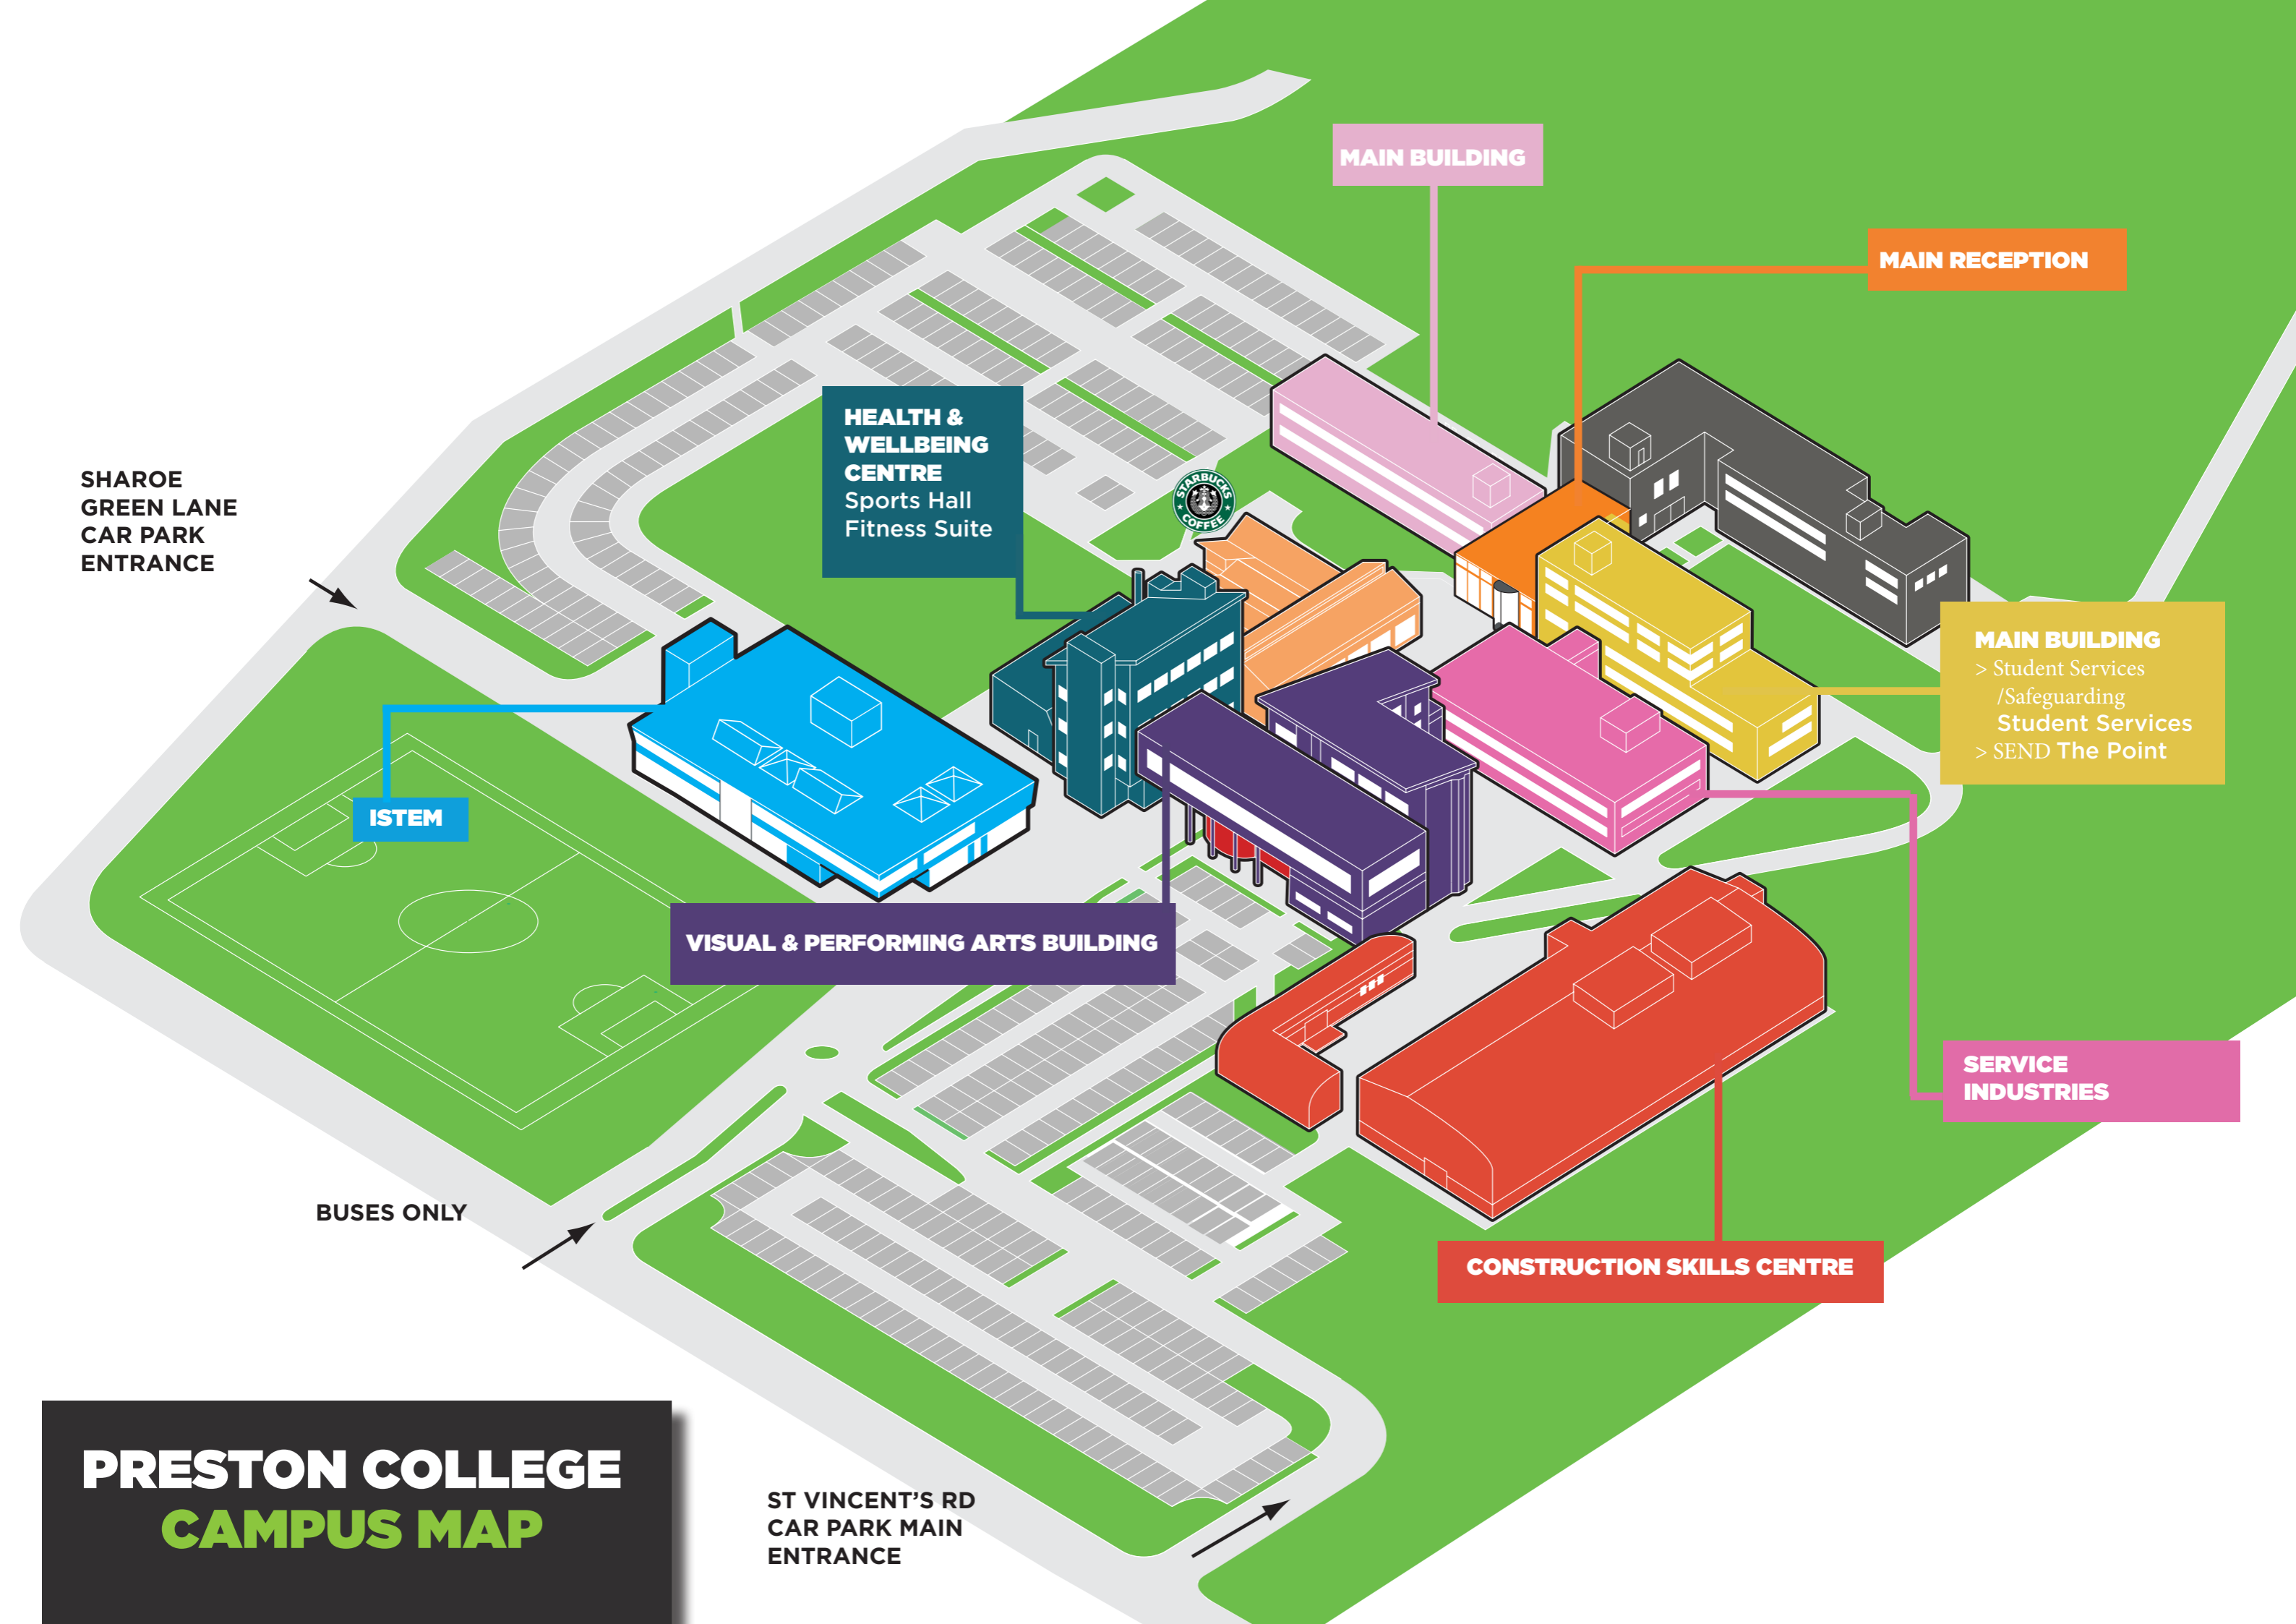 MAIN BUILDING
MAIN RECEPTION
HEALTH &
WELLBEING
CENTRE
Sports Hall
Fitness Suite
SHAROE
GREEN LANE
CAR PARK
ENTRANCE
STARBUCKS
COFFEE
MAIN BUILDING
> Student Services
/Safeguarding
Student Services
> SEND The Point
ISTEM
VISUAL & PERFORMING ARTS BUILDING
SERVICE
INDUSTRIES
BUSES ONLY
CONSTRUCTION SKILLS CENTRE
PRESTON COLLEGE
CAMPUS MAP
ST VINCENT’S RD
CAR PARK MAIN
ENTRANCE